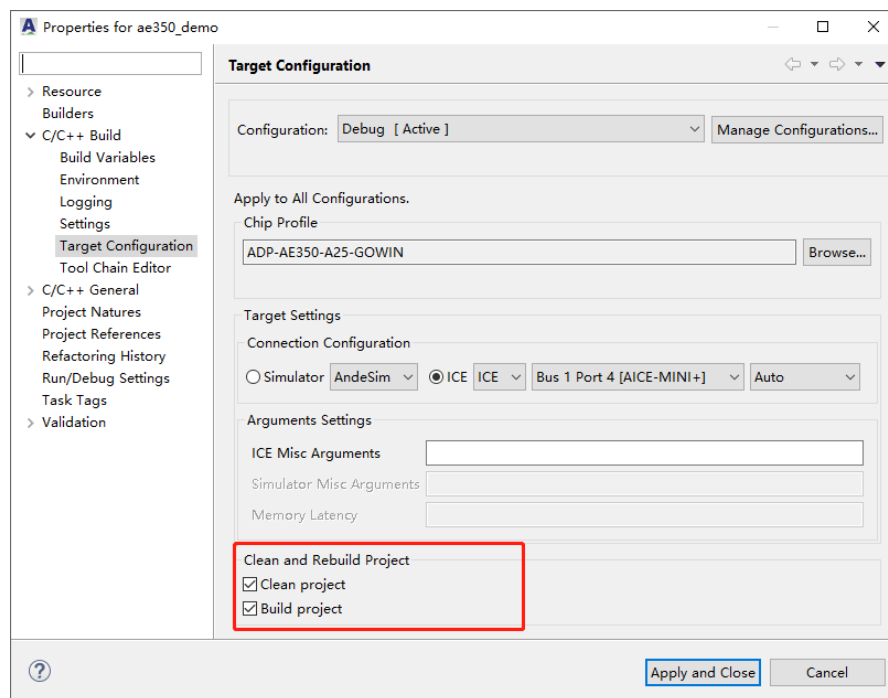 Properties for ae350_demo
Target Configuration
Resource
Builders
C/C++ Build
Build Variables
Environment
Logging
Settings
Target Configuration
Tool Chain Editor
C/C++ General
Project Natures
Project References
Refactoring History
Run/Debug Settings
Task Tags
Validation
Configuration: Debug [ Active ] Manage Configurations...
Apply to All Configurations.
Chip Profile
ADP-AE350-A25-GOWIN Browse...
Target Settings
Connection Configuration
Simulator AndeSim ICE ICE Bus 1 Port 4 [AICE-MINI+] Auto
Arguments Settings
ICE Misc Arguments
Simulator Misc Arguments
Memory Latency
Clean and Rebuild Project
Clean project
Build project
? Apply and Close Cancel